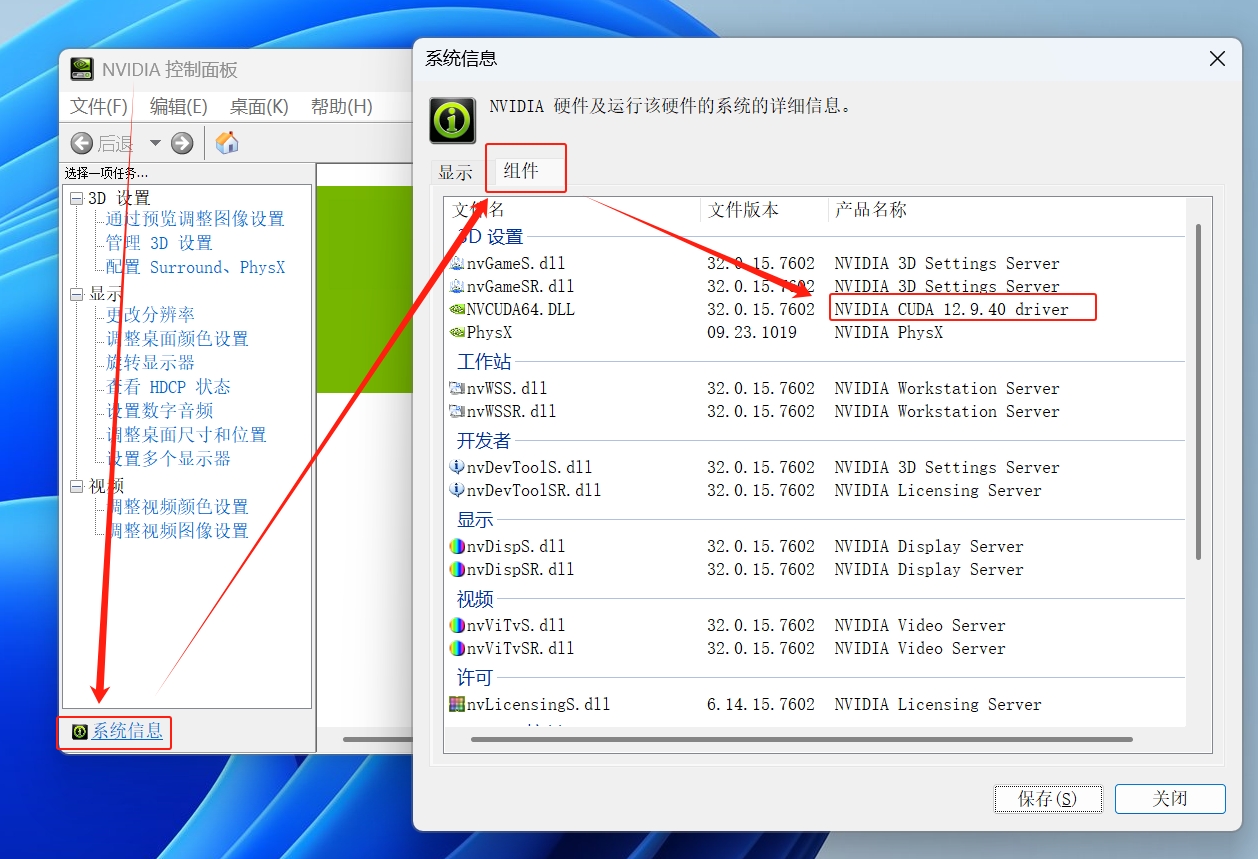 NVIDIA 控制面板
文件(F) 编辑(E) 桌面(K) 帮助(H)
后退
选择一项任务...
3D 设置
通过预览调整图像设置
管理 3D 设置
配置 Surround、PhysX
显示
更改分辨率
调整桌面颜色设置
旋转显示器
查看 HDCP 状态
设置数字音频
调整桌面尺寸和位置
设置多个显示器
视频
调整视频颜色设置
调整视频图像设置
系统信息
系统信息
NVIDIA 硬件及运行该硬件的系统的详细信息。
显示 组件
文件名 文件版本 产品名称
3D 设置
nvGameS.dll 32.0.15.7602 NVIDIA 3D Settings Server
nvGameSR.dll 32.0.15.7602 NVIDIA 3D Settings Server
NVCUDA64.DLL 32.0.15.7602 NVIDIA CUDA 12.9.40 driver
PhysX 09.23.1019 NVIDIA PhysX
工作站
nvWSS.dll 32.0.15.7602 NVIDIA Workstation Server
nvWSSR.dll 32.0.15.7602 NVIDIA Workstation Server
开发者
nvDevToolS.dll 32.0.15.7602 NVIDIA 3D Settings Server
nvDevToolSR.dll 32.0.15.7602 NVIDIA Licensing Server
显示
nvDispS.dll 32.0.15.7602 NVIDIA Display Server
nvDispSR.dll 32.0.15.7602 NVIDIA Display Server
视频
nvViTvS.dll 32.0.15.7602 NVIDIA Video Server
nvViTvSR.dll 32.0.15.7602 NVIDIA Video Server
许可
nvLicensingS.dll 6.14.15.7602 NVIDIA Licensing Server
保存(S) 关闭